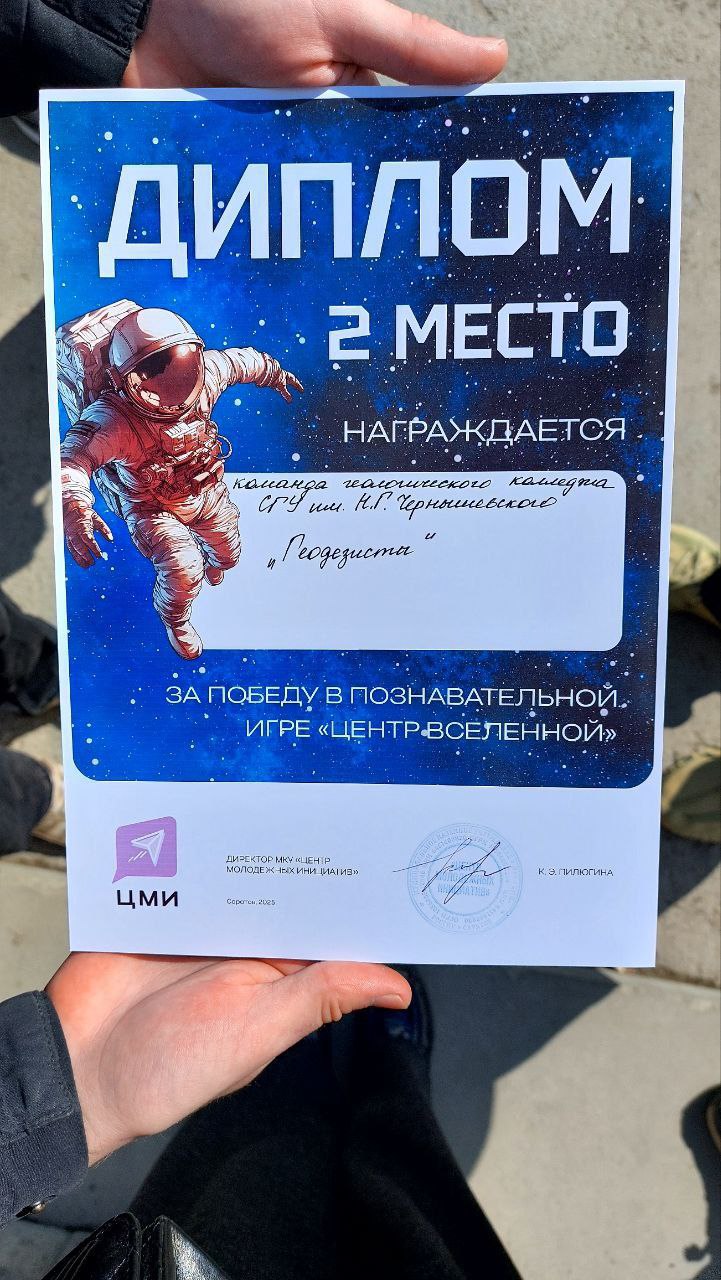 ДИПЛОМ
2 МЕСТО
НАГРАЖДАЕТСЯ
команда геологического колледжа
СГУ им. Н.Г. Чернышевского
„Геодезисты“
ЗА ПОБЕДУ В ПОЗНАВАТЕЛЬНОЙ
ИГРЕ «ЦЕНТР ВСЕЛЕННОЙ»
ЦМИ
ДИРЕКТОР МКУ «ЦЕНТР
МОЛОДЕЖНЫХ ИНИЦИАТИВ»
Саратов, 2025
К. Э. ПИЛЮГИНА